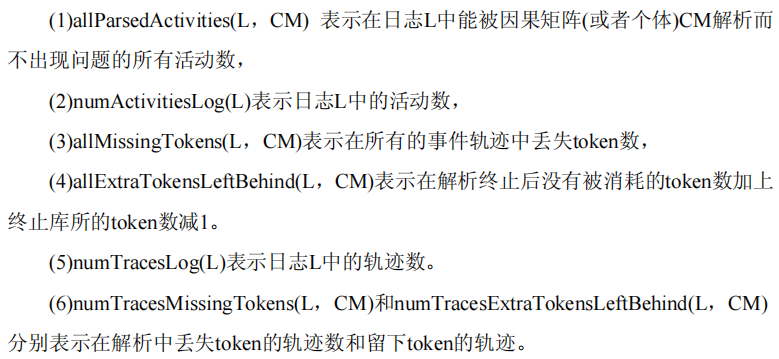 (1)allParsedActivities(L，CM) 表示在日志L中能被因果矩阵(或者个体)CM解析而
不出现问题的所有活动数，
(2)numActivitiesLog(L)表示日志L中的活动数，
(3)allMissingTokens(L，CM)表示在所有的事件轨迹中丢失token数，
(4)allExtraTokensLeftBehind(L，CM)表示在解析终止后没有被消耗的token数加上
终止库所的token数减1。
(5)numTracesLog(L)表示日志L中的轨迹数。
(6)numTracesMissingTokens(L，CM)和numTracesExtraTokensLeftBehind(L，CM)
分别表示在解析中丢失token的轨迹数和留下token的轨迹。